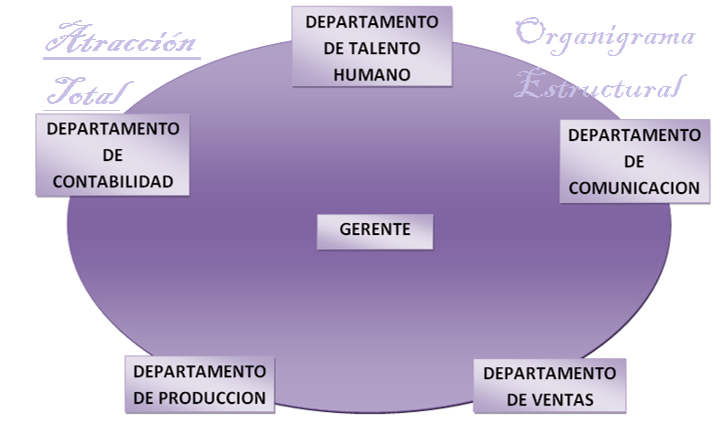 Atracción
Total
Organigrama
Estructural
DEPARTAMENTO
DE TALENTO
HUMANO
DEPARTAMENTO
DE
CONTABILIDAD
DEPARTAMENTO
DE
COMUNICACION
GERENTE
DEPARTAMENTO
DE PRODUCCION
DEPARTAMENTO
DE VENTAS